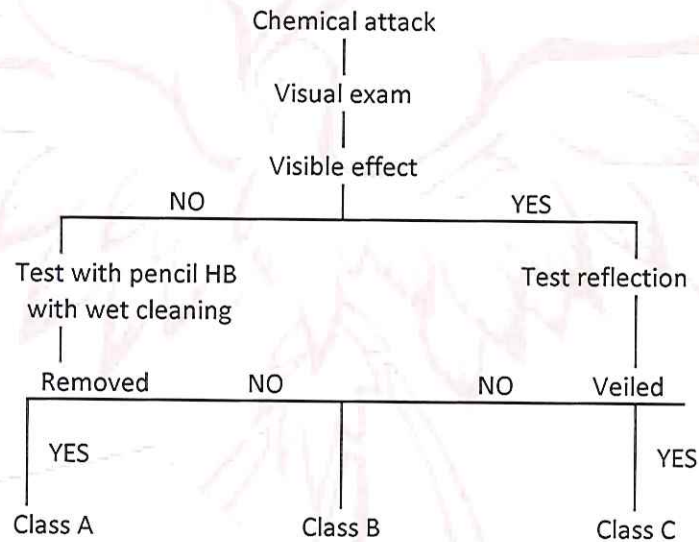 Chemical attack
Visual exam
Visible effect
NO YES
Test with pencil HB
with wet cleaning
Test reflection
Removed NO NO Veiled
YES YES
Class A Class B Class C